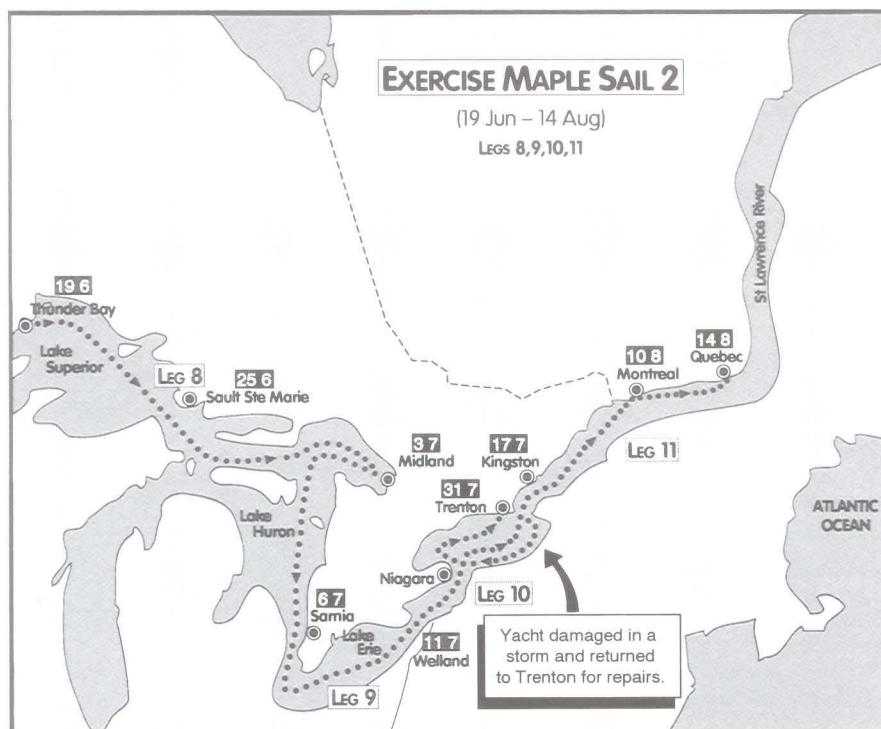 EXERCISE MAPLE SAIL 2
(19 Jun – 14 Aug)
LEGS 8,9,10,11
St Lawrence River
19 6
Thunder Bay
Lake
Superior
LEG 8
25 6
Sault Ste Marie
14 8
Quebec
10 8
Montreal
LEG 11
3 7
Midland
17 7
Kingston
31 7
Trenton
Lake
Huron
ATLANTIC
OCEAN
Niagara
LEG 10
6 7
Sarnia
Lake
Erie
11 7
Welland
LEG 9
Yacht damaged in a
storm and returned
to Trenton for repairs.